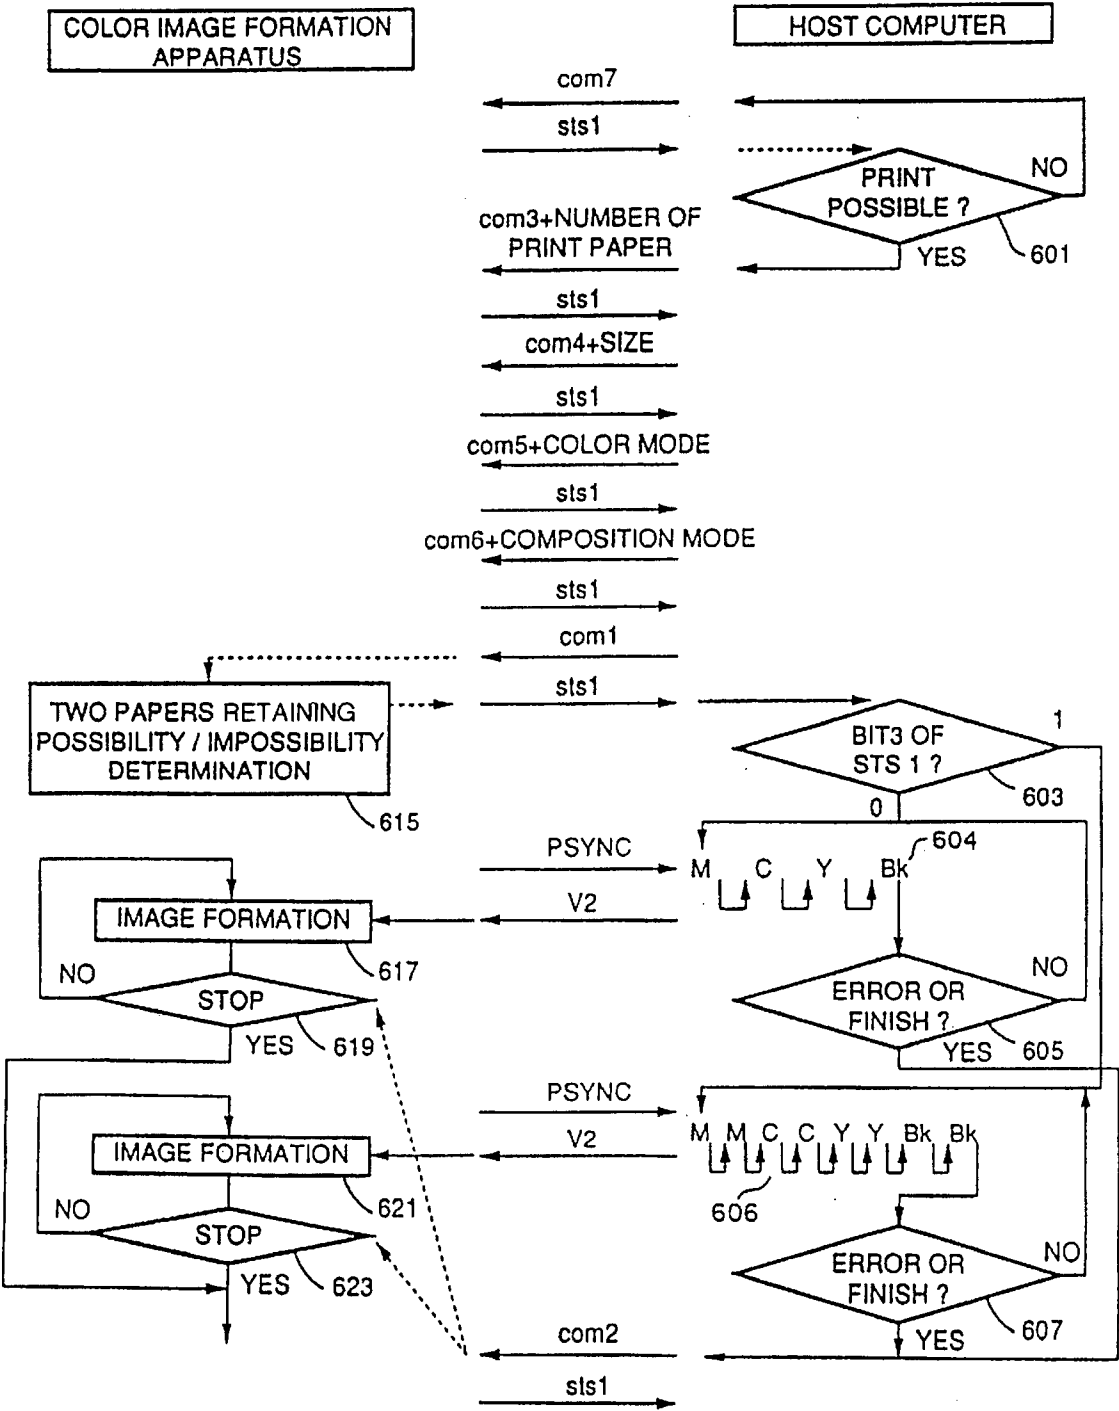 COLOR IMAGE FORMATION
APPARATUS
HOST COMPUTER
com7
sts1
NO
PRINT
POSSIBLE ?
601
YES
com3+NUMBER OF
PRINT PAPER
sts1
com4+SIZE
sts1
com5+COLOR MODE
sts1
com6+COMPOSITION MODE
sts1
com1
sts1
TWO PAPERS RETAINING
POSSIBILITY / IMPOSSIBILITY
DETERMINATION
615
1
BIT3 OF
STS 1 ?
603
0
604
PSYNC
M C Y Bk
V2
IMAGE FORMATION
617
NO
STOP
YES
619
NO
ERROR OR
FINISH ?
YES
605
PSYNC
M M C C Y Y Bk Bk
V2
606
IMAGE FORMATION
621
NO
STOP
YES
623
NO
ERROR OR
FINISH ?
607
YES
com2
sts1